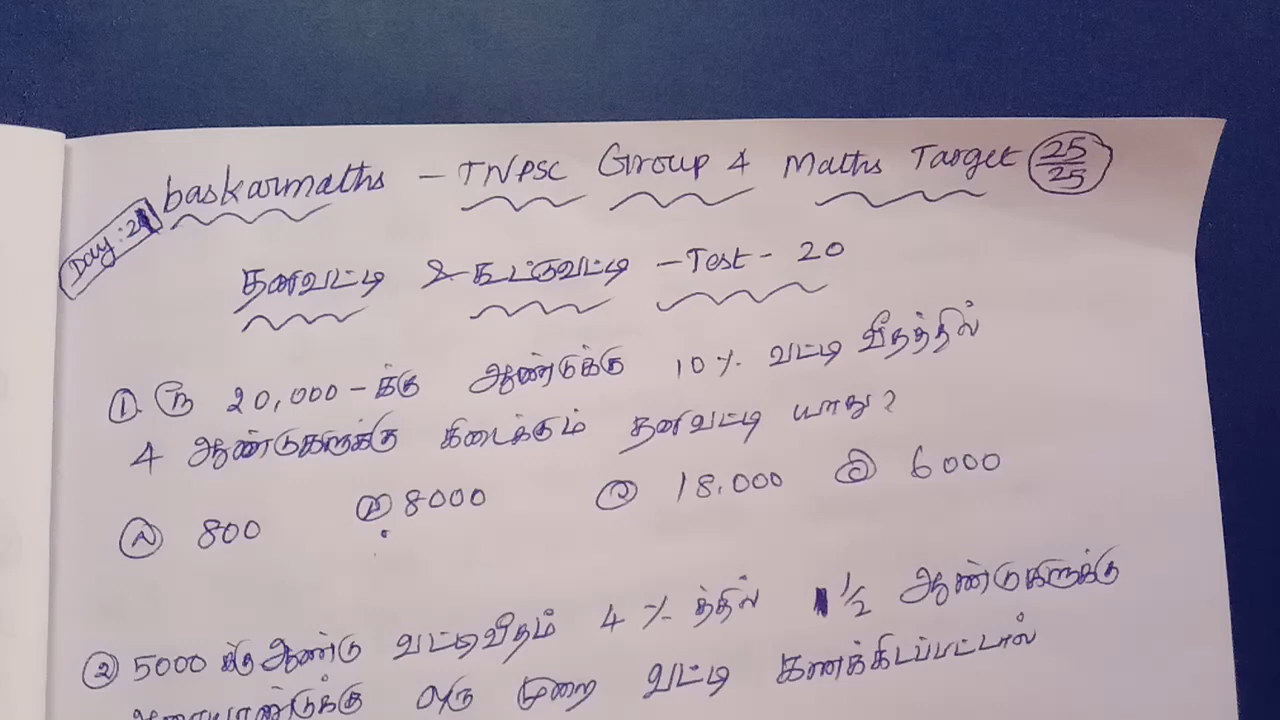 Day: 21
baskarmaths - TNPSC Group 4 Maths Target 25/25
தனிவட்டி & கூட்டுவட்டி - Test - 20
① ரூ 20,000 - க்கு ஆண்டுக்கு 10 % வட்டி வீதத்தில்
4 ஆண்டுகளுக்கு கிடைக்கும் தனிவட்டி யாது?
Ⓐ 800 Ⓑ 8000 Ⓒ 18,000 Ⓓ 6000
② 5000 க்கு ஆண்டு வட்டிவீதம் 4 % த்தில் 1 1/2 ஆண்டுகளுக்கு
அரையாண்டுக்கு ஒரு முறை வட்டி கணக்கிடப்பட்டால்